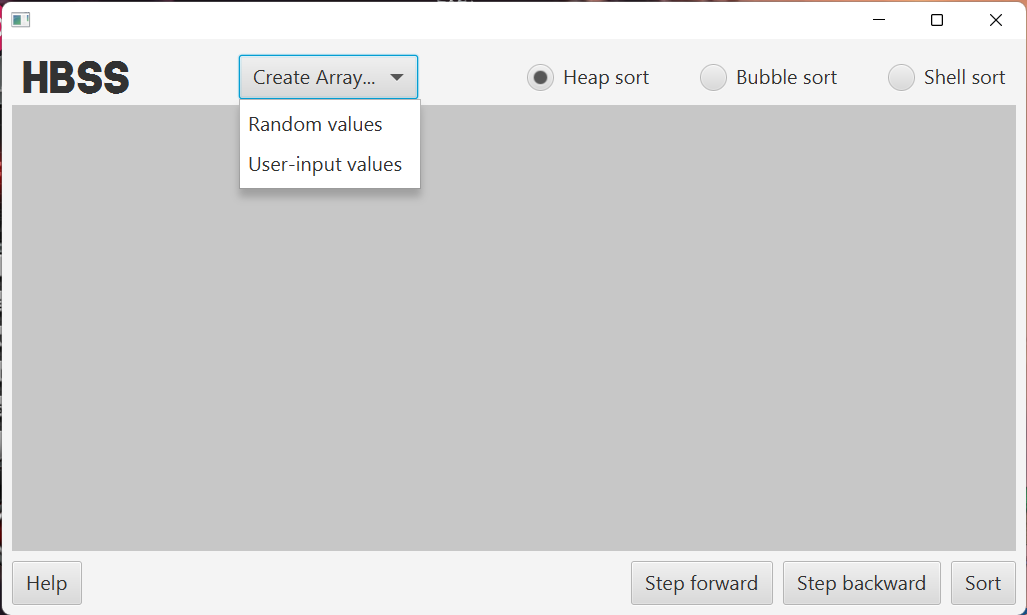 HBSS Create Array... Heap sort Bubble sort Shell sort
Random values
User-input values
Help Step forward Step backward Sort